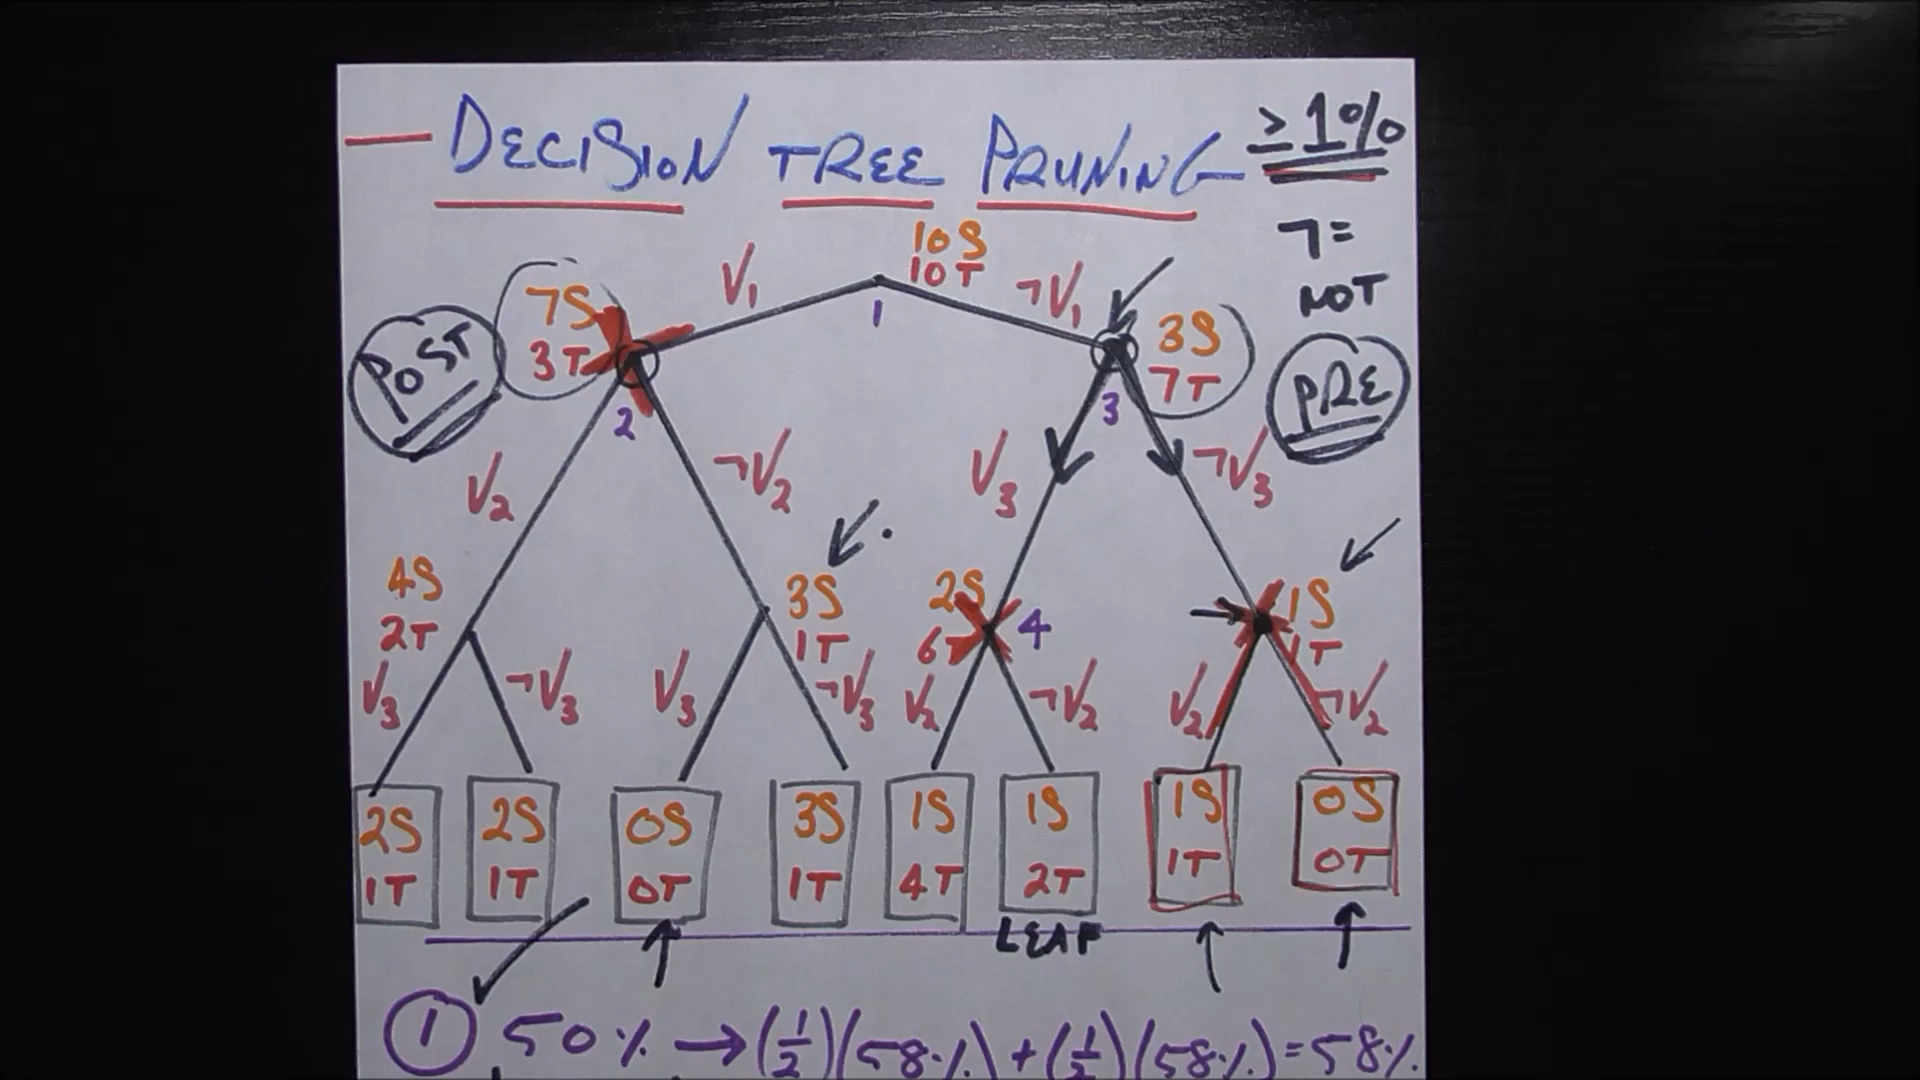 DECISION TREE PRUNING ≥1%
¬=
NOT
10S
10T
V1
¬V1
1
POST
7S
3T
2
3S
7T
3
PRE
V2
¬V2
V3
¬V3
4S
2T
3S
1T
2S
6T
4
1S
1T
V3
¬V3
V3
¬V3
V2
¬V2
V2
¬V2
2S
1T
2S
1T
0S
0T
3S
1T
1S
4T
1S
2T
1S
1T
0S
0T
LEAF
1 50% → (1/2)(58%) + (1/2)(58%) = 58%